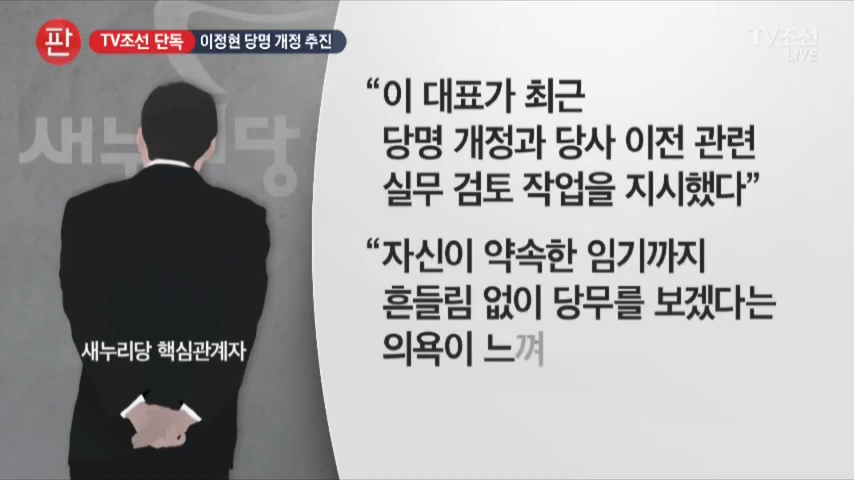 판 TV조선 단독 이정현 당명 개정 추진
TV조선
LIVE
새누리당
“이 대표가 최근
당명 개정과 당사 이전 관련
실무 검토 작업을 지시했다”
“자신이 약속한 임기까지
흔들림 없이 당무를 보겠다는
의욕이 느껴
새누리당 핵심관계자